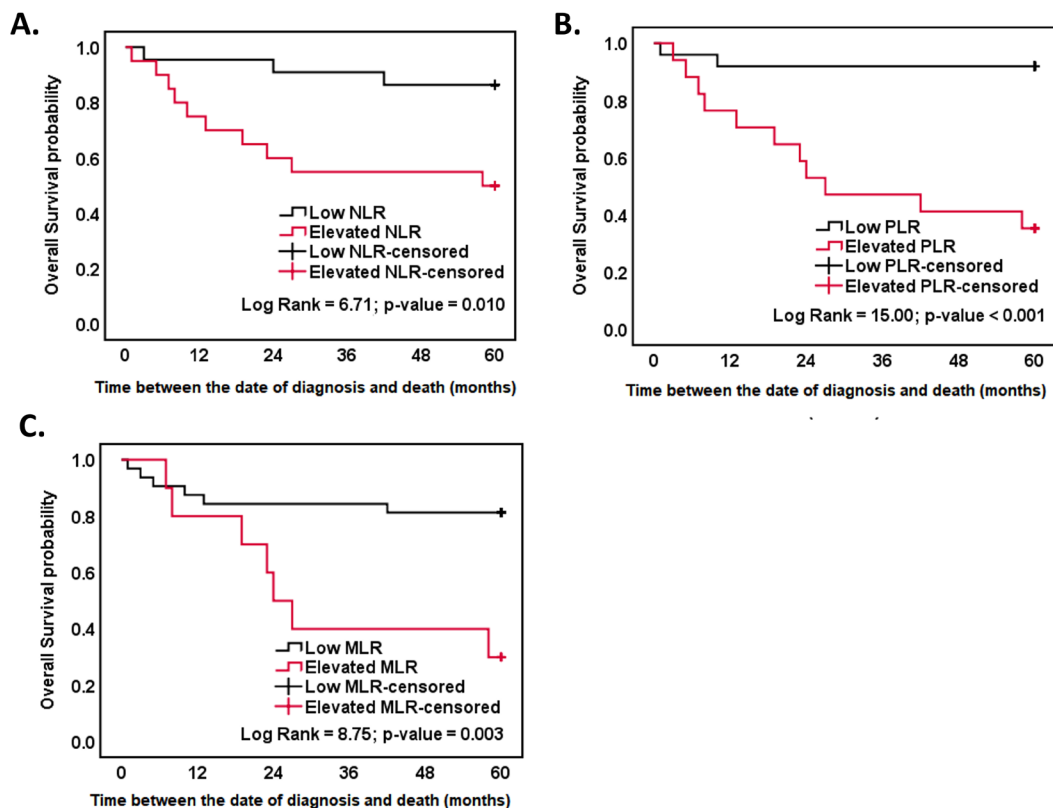 A.
Overall Survival probability
1.0
0.8
0.6
0.4
0.2
0.0
Low NLR
Elevated NLR
Low NLR-censored
Elevated NLR-censored
Log Rank = 6.71; p-value = 0.010
0 12 24 36 48 60
Time between the date of diagnosis and death (months)
B.
Overall Survival probability
1.0
0.8
0.6
0.4
0.2
0.0
Low PLR
Elevated PLR
Low PLR-censored
Elevated PLR-censored
Log Rank = 15.00; p-value < 0.001
0 12 24 36 48 60
Time between the date of diagnosis and death (months)
C.
Overall Survival probability
1.0
0.8
0.6
0.4
0.2
0.0
Low MLR
Elevated MLR
Low MLR-censored
Elevated MLR-censored
Log Rank = 8.75; p-value = 0.003
0 12 24 36 48 60
Time between the date of diagnosis and death (months)